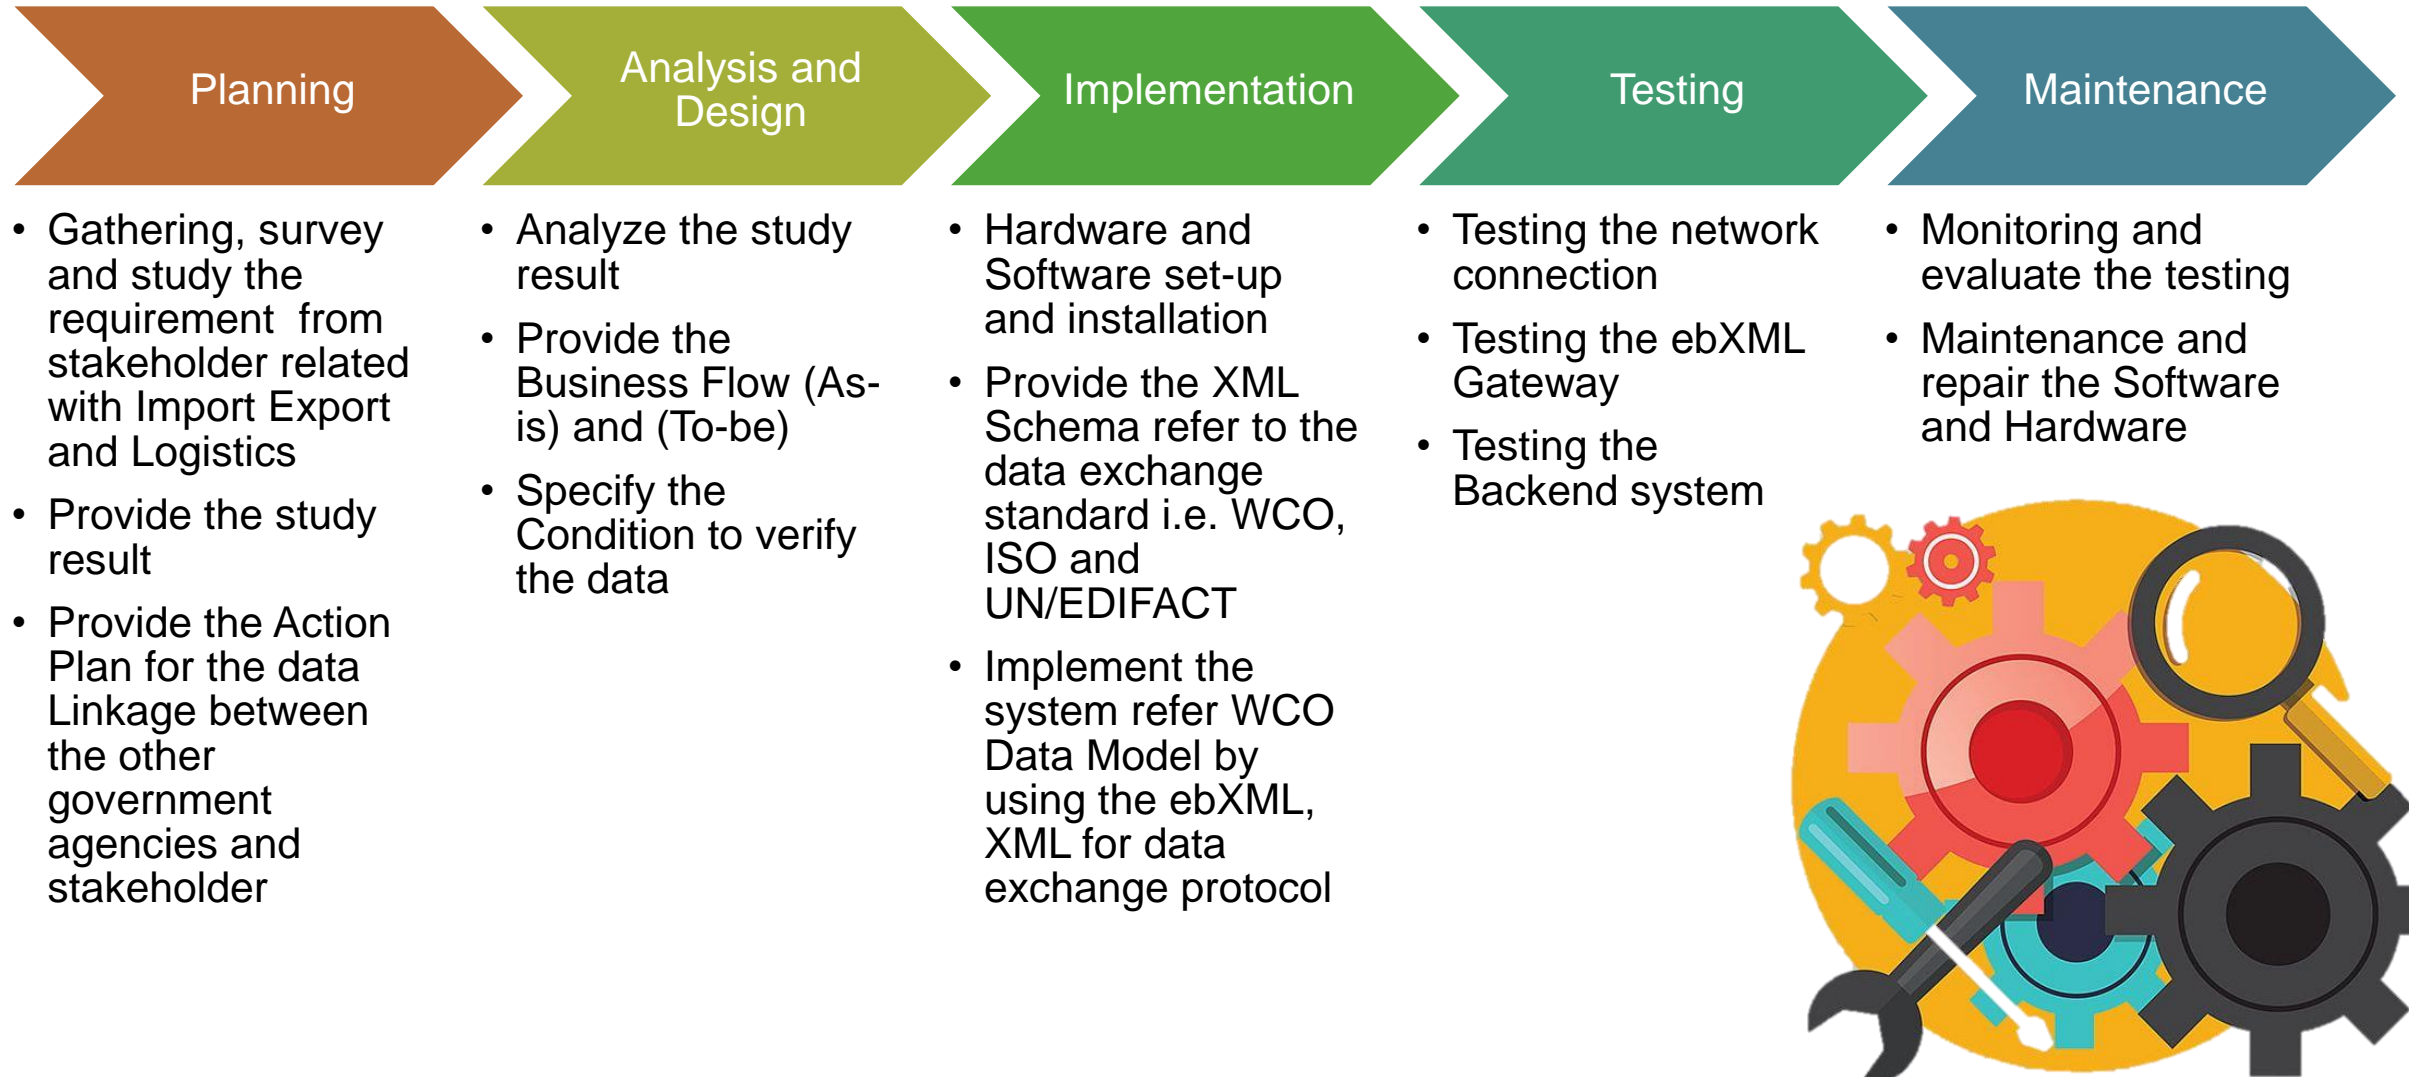 Planning
Analysis and
Design
Implementation
Testing
Maintenance
• Gathering, survey
and study the
requirement from
stakeholder related
with Import Export
and Logistics
• Provide the study
result
• Provide the Action
Plan for the data
Linkage between
the other
government
agencies and
stakeholder
• Analyze the study
result
• Provide the
Business Flow (As-
is) and (To-be)
• Specify the
Condition to verify
the data
• Hardware and
Software set-up
and installation
• Provide the XML
Schema refer to the
data exchange
standard i.e. WCO,
ISO and
UN/EDIFACT
• Implement the
system refer WCO
Data Model by
using the ebXML,
XML for data
exchange protocol
• Testing the network
connection
• Testing the ebXML
Gateway
• Testing the
Backend system
• Monitoring and
evaluate the testing
• Maintenance and
repair the Software
and Hardware